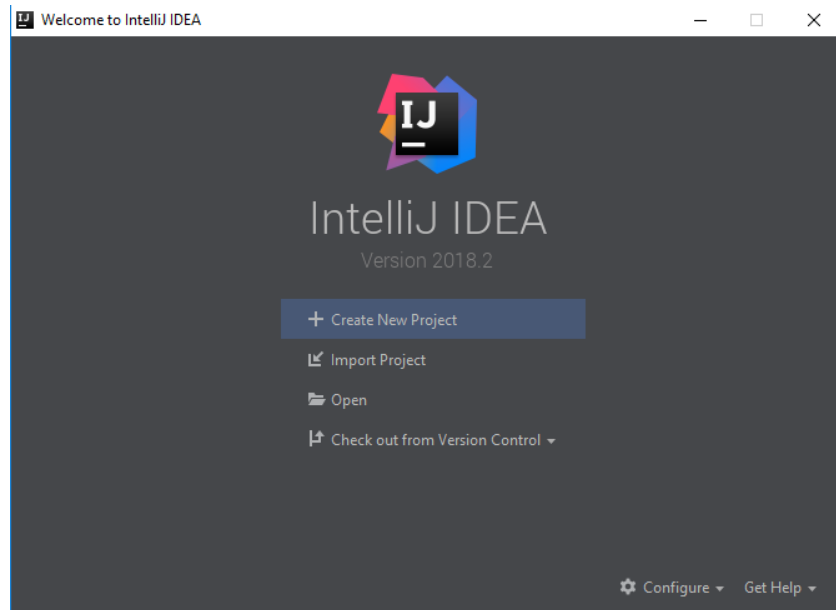 Welcome to IntelliJ IDEA
IJ
IntelliJ IDEA
Version 2018.2
Create New Project
Import Project
Open
Check out from Version Control
Configure
Get Help